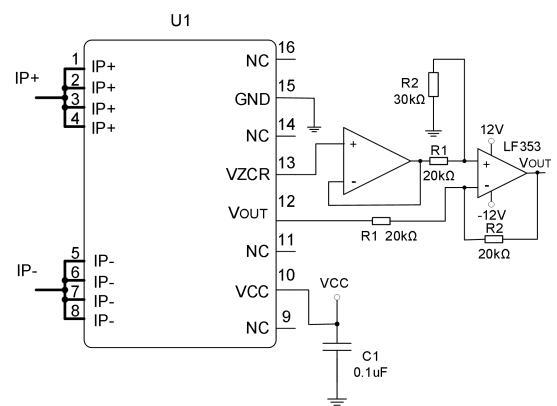 U1
IP+
1 IP+
2 IP+
3 IP+
4 IP+
IP-
5 IP-
6 IP-
7 IP-
8 IP-
NC 16
GND 15
NC 14
VZCR 13
VOUT 12
NC 11
VCC 10
NC 9
+
-
R2
30kΩ
R1
20kΩ
12V
LF353
+
-
VOUT
-12V
R1 20kΩ
R2
20kΩ
VCC
C1
0.1uF